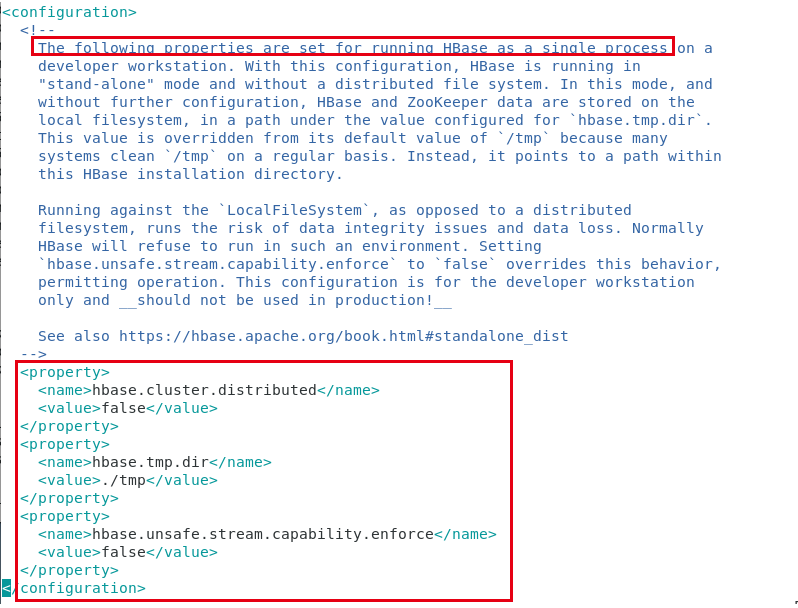 <configuration>
<!--
The following properties are set for running HBase as a single process on a
developer workstation. With this configuration, HBase is running in
"stand-alone" mode and without a distributed file system. In this mode, and
without further configuration, HBase and ZooKeeper data are stored on the
local filesystem, in a path under the value configured for `hbase.tmp.dir`.
This value is overridden from its default value of `/tmp` because many
systems clean `/tmp` on a regular basis. Instead, it points to a path within
this HBase installation directory.
Running against the `LocalFileSystem`, as opposed to a distributed
filesystem, runs the risk of data integrity issues and data loss. Normally
HBase will refuse to run in such an environment. Setting
`hbase.unsafe.stream.capability.enforce` to `false` overrides this behavior,
permitting operation. This configuration is for the developer workstation
only and __should not be used in production!__
See also https://hbase.apache.org/book.html#standalone_dist
-->
<property>
<name>hbase.cluster.distributed</name>
<value>false</value>
</property>
<property>
<name>hbase.tmp.dir</name>
<value>./tmp</value>
</property>
<property>
<name>hbase.unsafe.stream.capability.enforce</name>
<value>false</value>
</property>
</configuration>